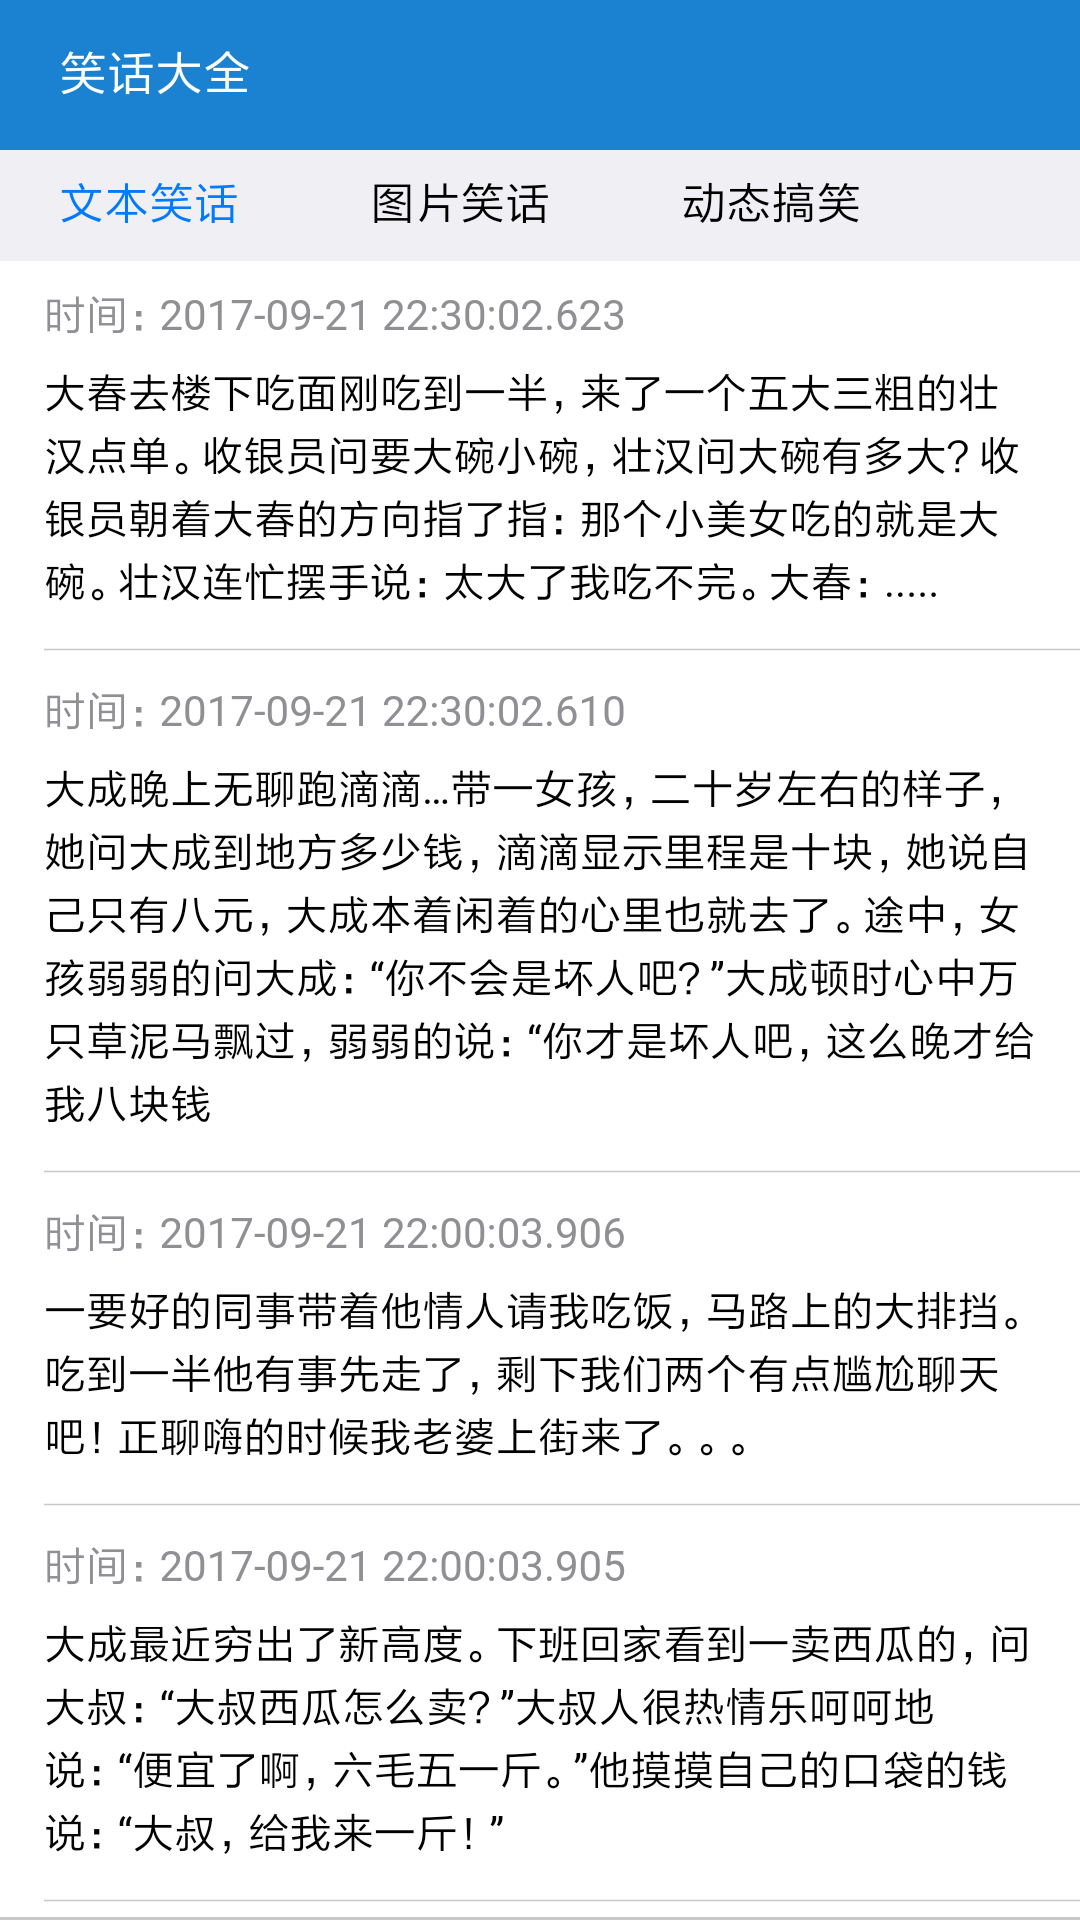 笑话大全
文本笑话 图片笑话 动态搞笑
时间：2017-09-21 22:30:02.623
大春去楼下吃面刚吃到一半，来了一个五大三粗的壮
汉点单。收银员问要大碗小碗，壮汉问大碗有多大？收
银员朝着大春的方向指了指：那个小美女吃的就是大
碗。壮汉连忙摆手说：太大了我吃不完。大春：.....
时间：2017-09-21 22:30:02.610
大成晚上无聊跑滴滴...带一女孩，二十岁左右的样子，
她问大成到地方多少钱，滴滴显示里程是十块，她说自
己只有八元，大成本着闲着的心里也就去了。途中，女
孩弱弱的问大成：“你不会是坏人吧？”大成顿时心中万
只草泥马飘过，弱弱的说：“你才是坏人吧，这么晚才给
我八块钱
时间：2017-09-21 22:00:03.906
一要好的同事带着他情人请我吃饭，马路上的大排挡。
吃到一半他有事先走了，剩下我们两个有点尴尬聊天
吧！正聊嗨的时候我老婆上街来了。。。
时间：2017-09-21 22:00:03.905
大成最近穷出了新高度。下班回家看到一卖西瓜的，问
大叔：“大叔西瓜怎么卖？”大叔人很热情乐呵呵地
说：“便宜了啊，六毛五一斤。”他摸摸自己的口袋的钱
说：“大叔，给我来一斤！”